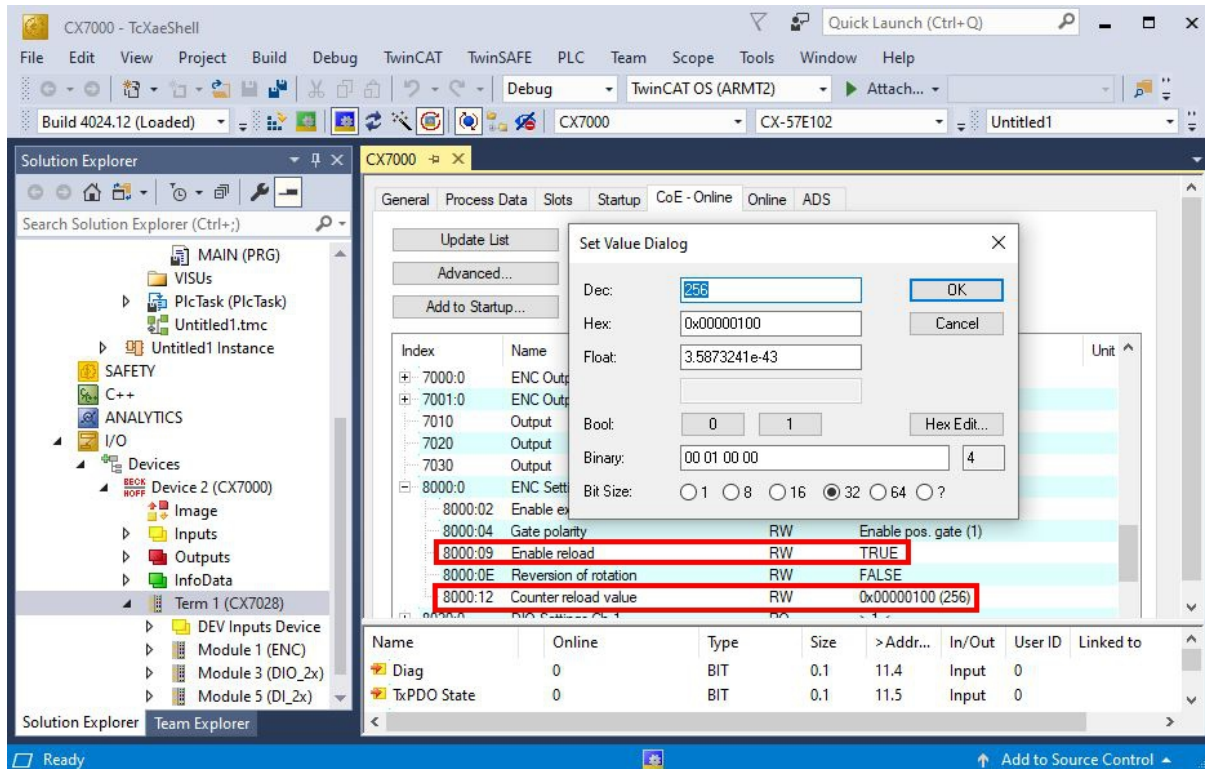 CX7000 - TcXaeShell
Quick Launch (Ctrl+Q)
File Edit View Project Build Debug TwinCAT TwinSAFE PLC Team Scope Tools Window Help
Debug TwinCAT OS (ARMT2) Attach...
Build 4024.12 (Loaded) CX7000 CX-57E102 Untitled1
Solution Explorer
Search Solution Explorer (Ctrl+;)
MAIN (PRG)
VISUs
PlcTask (PlcTask)
Untitled1.tmc
Untitled1 Instance
SAFETY
C++
ANALYTICS
I/O
Devices
BECK
HOFF
Device 2 (CX7000)
Image
Inputs
Outputs
InfoData
Term 1 (CX7028)
DEV Inputs Device
Module 1 (ENC)
Module 3 (DIO_2x)
Module 5 (DI_2x)
Solution Explorer Team Explorer
CX7000
General Process Data Slots Startup CoE - Online Online ADS
Update List
Advanced...
Add to Startup...
Set Value Dialog
Dec: 256 OK
Hex: 0x00000100 Cancel
Float: 3.5873241e-43
Bool: 0 1 Hex Edit...
Binary: 00 01 00 00 4
Bit Size: 1 8 16 32 64 ?
Index Name Unit
7000:0 ENC Outp
7001:0 ENC Outp
7010 Output
7020 Output
7030 Output
8000:0 ENC Setti
8000:02 Enable ex
8000:04 Gate polarity RW Enable pos. gate (1)
8000:09 Enable reload RW TRUE
8000:0E Reversion of rotation RW FALSE
8000:12 Counter reload value RW 0x00000100 (256)
Name Online Type Size >Addr... In/Out User ID Linked to
Diag 0 BIT 0.1 11.4 Input 0
TxPDO State 0 BIT 0.1 11.5 Input 0
Ready Add to Source Control